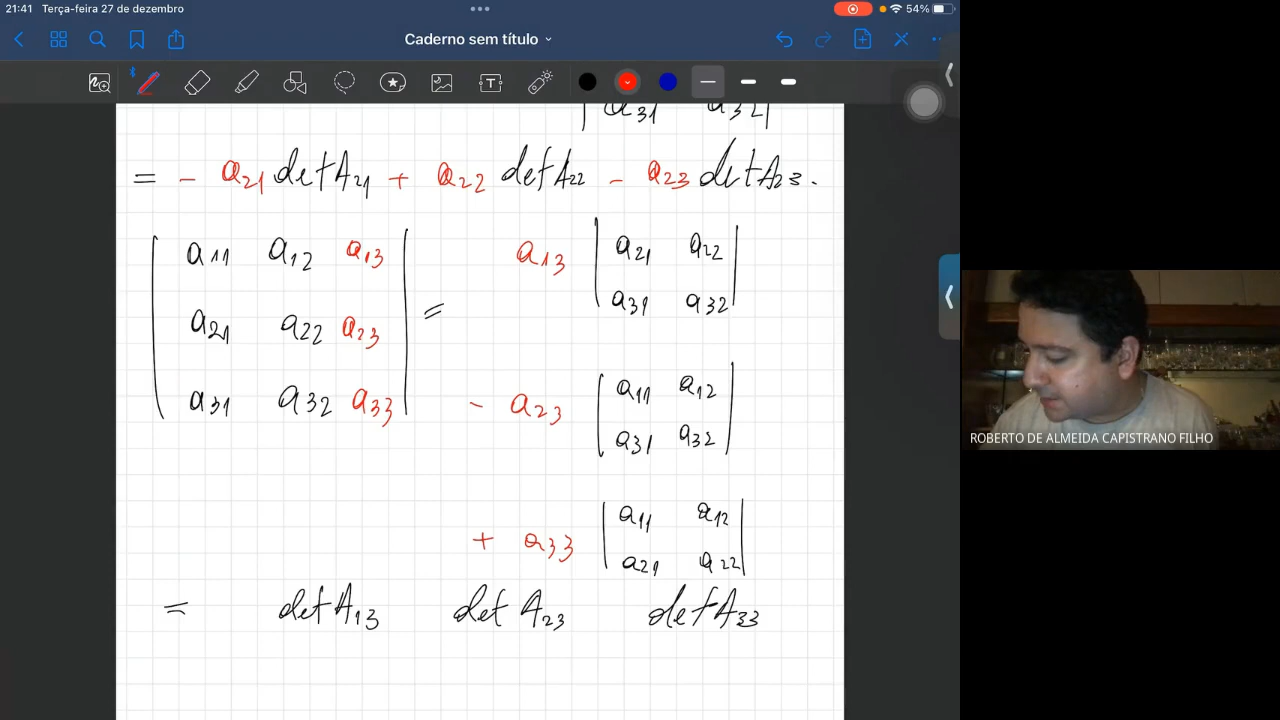 21:41 Terça-feira 27 de dezembro 54%
Caderno sem título
T
a31 a32
= - a21 det A21 + a22 det A22 - a23 det A23.
a11 a12 a13 = a13 a21 a22
a31 a32
a21 a22 a23
a31 a32 a33 - a23 a11 a12
a31 a32
+ a33 a11 a12
a21 a22
= det A13 det A23 det A33
ROBERTO DE ALMEIDA CAPISTRANO FILHO